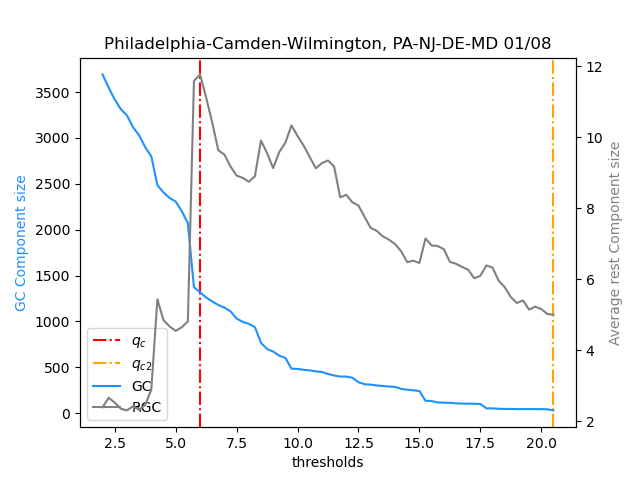 Philadelphia-Camden-Wilmington, PA-NJ-DE-MD 01/08
GC Component size
3500
3000
2500
2000
1500
1000
500
0
12
10
8
6
4
2
Average rest Component size
q_c
q_c2
GC
RGC
2.5 5.0 7.5 10.0 12.5 15.0 17.5 20.0
thresholds